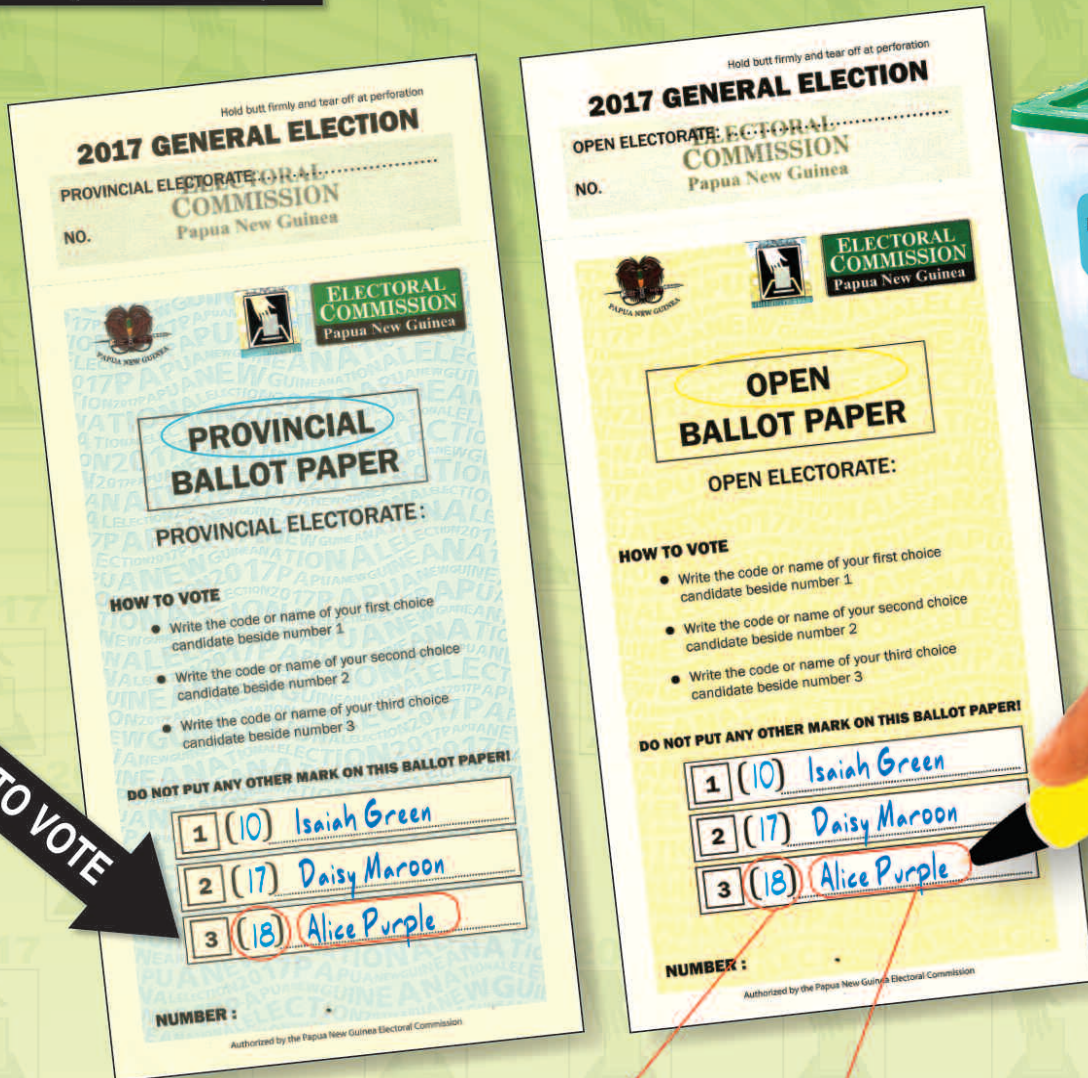 Hold butt firmly and tear off at perforation
2017 GENERAL ELECTION
PROVINCIAL ELECTORATE:
ELECTORAL
COMMISSION
Papua New Guinea
NO.
PAPUA NEW GUINEA
ELECTORAL
COMMISSION
Papua New Guinea
PROVINCIAL
BALLOT PAPER
PROVINCIAL ELECTORATE:
HOW TO VOTE
● Write the code or name of your first choice
candidate beside number 1
● Write the code or name of your second choice
candidate beside number 2
● Write the code or name of your third choice
candidate beside number 3
DO NOT PUT ANY OTHER MARK ON THIS BALLOT PAPER!
1 (10) Isaiah Green
2 (17) Daisy Maroon
3 (18) Alice Purple
NUMBER :
Authorized by the Papua New Guinea Electoral Commission
TO VOTE
Hold butt firmly and tear off at perforation
2017 GENERAL ELECTION
OPEN ELECTORATE:
ELECTORAL
COMMISSION
Papua New Guinea
NO.
PAPUA NEW GUINEA
ELECTORAL
COMMISSION
Papua New Guinea
OPEN
BALLOT PAPER
OPEN ELECTORATE:
HOW TO VOTE
● Write the code or name of your first choice
candidate beside number 1
● Write the code or name of your second choice
candidate beside number 2
● Write the code or name of your third choice
candidate beside number 3
DO NOT PUT ANY OTHER MARK ON THIS BALLOT PAPER!
1 (10) Isaiah Green
2 (17) Daisy Maroon
3 (18) Alice Purple
NUMBER :
Authorized by the Papua New Guinea Electoral Commission